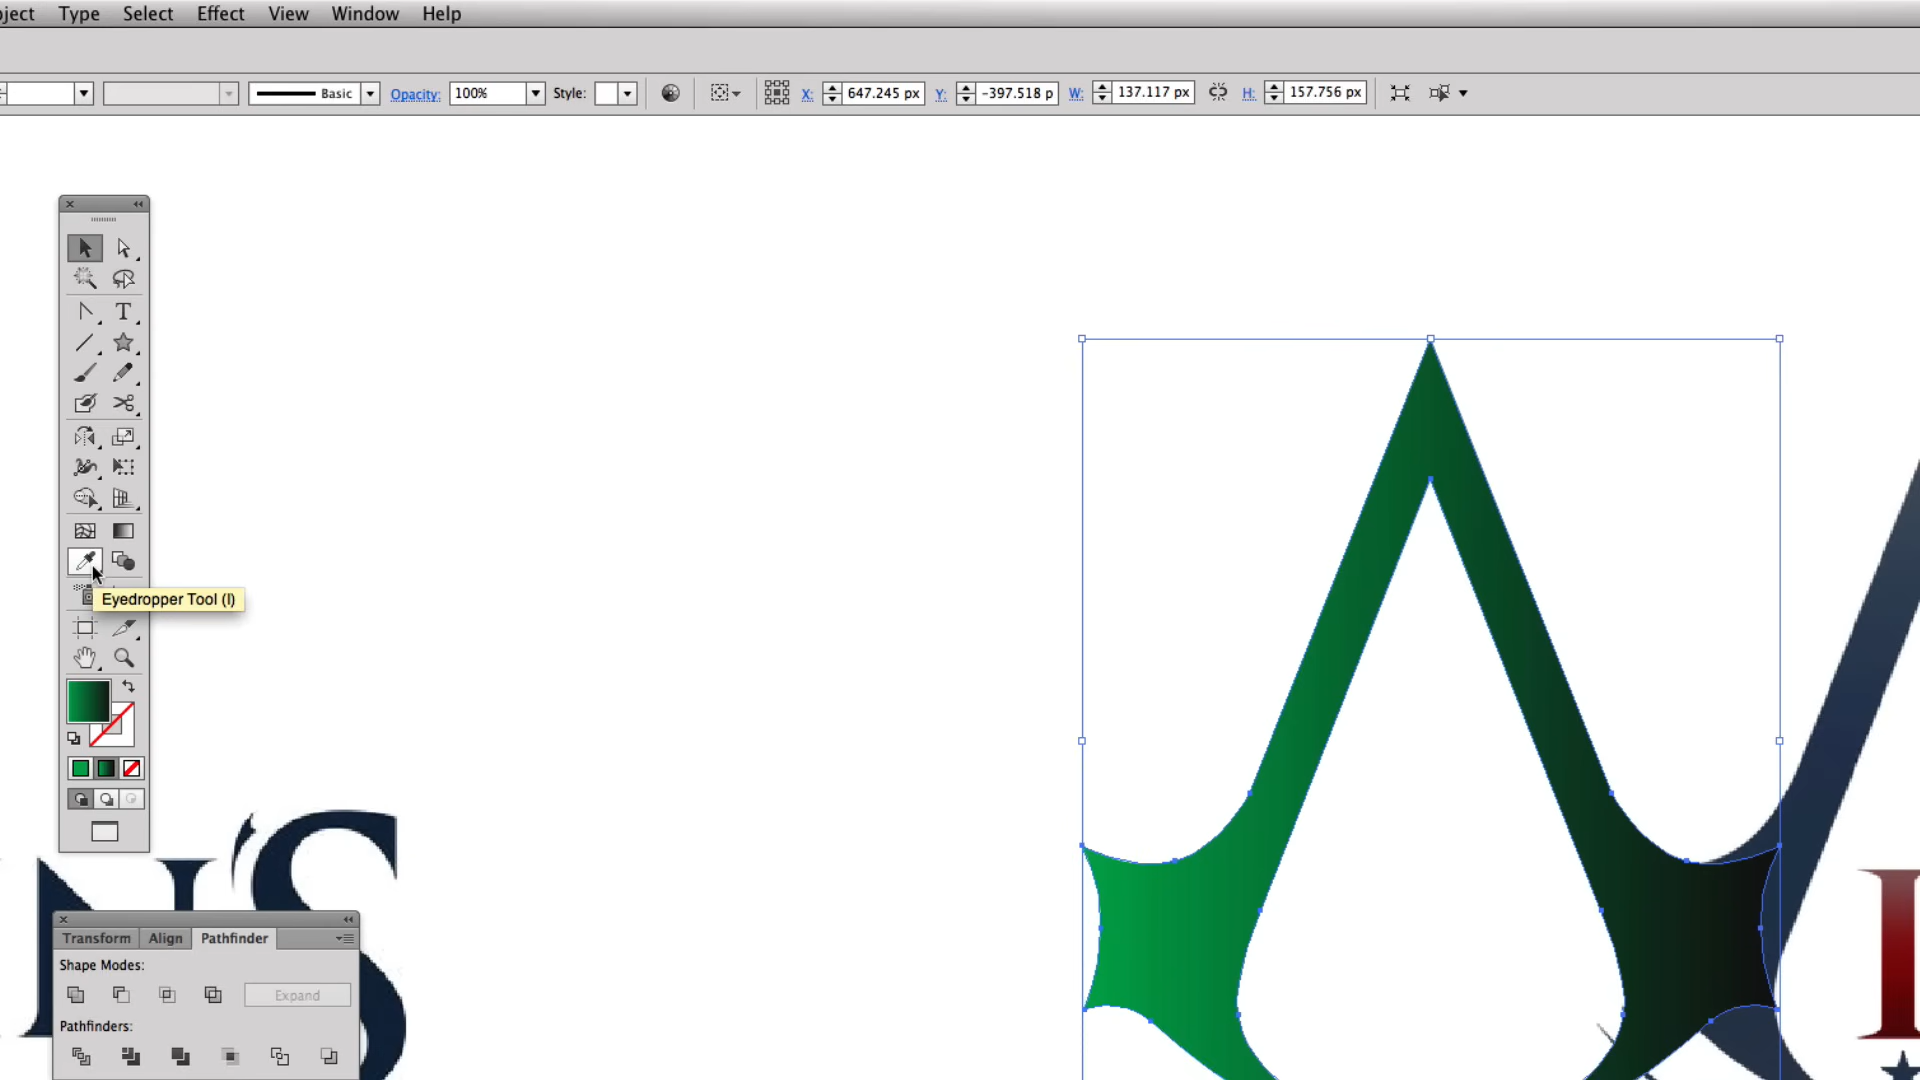 ject Type Select Effect View Window Help
Basic Opacity: 100% Style: X: 647.245 px Y: -397.518 p W: 137.117 px H: 157.756 px
T
Eyedropper Tool (I)
N'S
Transform Align Pathfinder
Shape Modes:
Expand
Pathfinders:
I